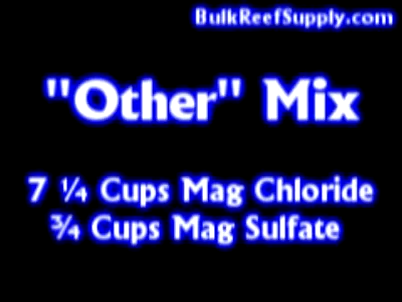 BulkReefSupply.com
"Other" Mix
7 ¼ Cups Mag Chloride
¾ Cups Mag Sulfate